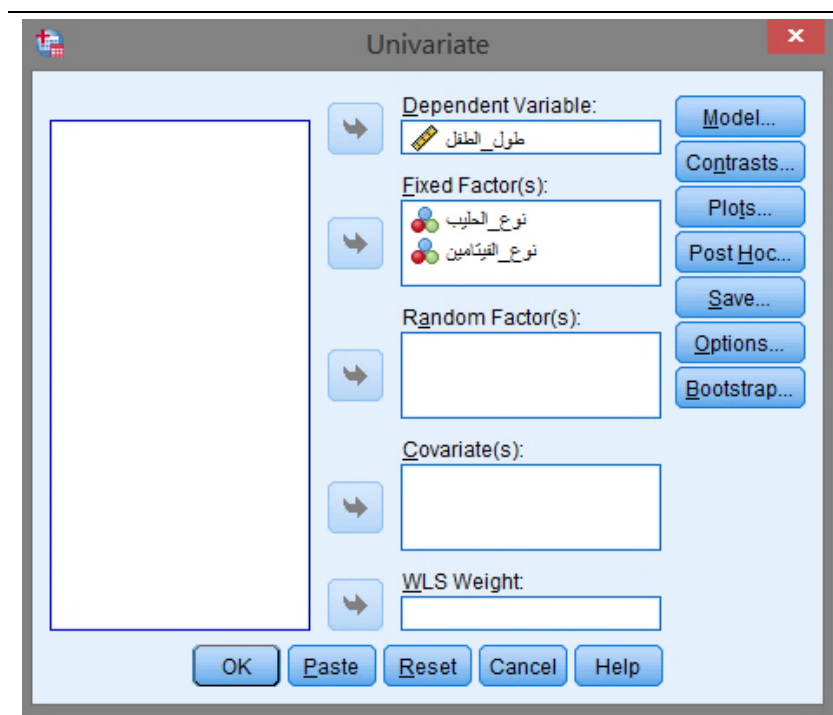 Univariate
Dependent Variable:
طول_الطفل
Fixed Factor(s):
نوع_الحليب
نوع_الفيتامين
Random Factor(s):
Covariate(s):
WLS Weight:
Model...
Contrasts...
Plots...
Post Hoc...
Save...
Options...
Bootstrap...
OK Paste Reset Cancel Help